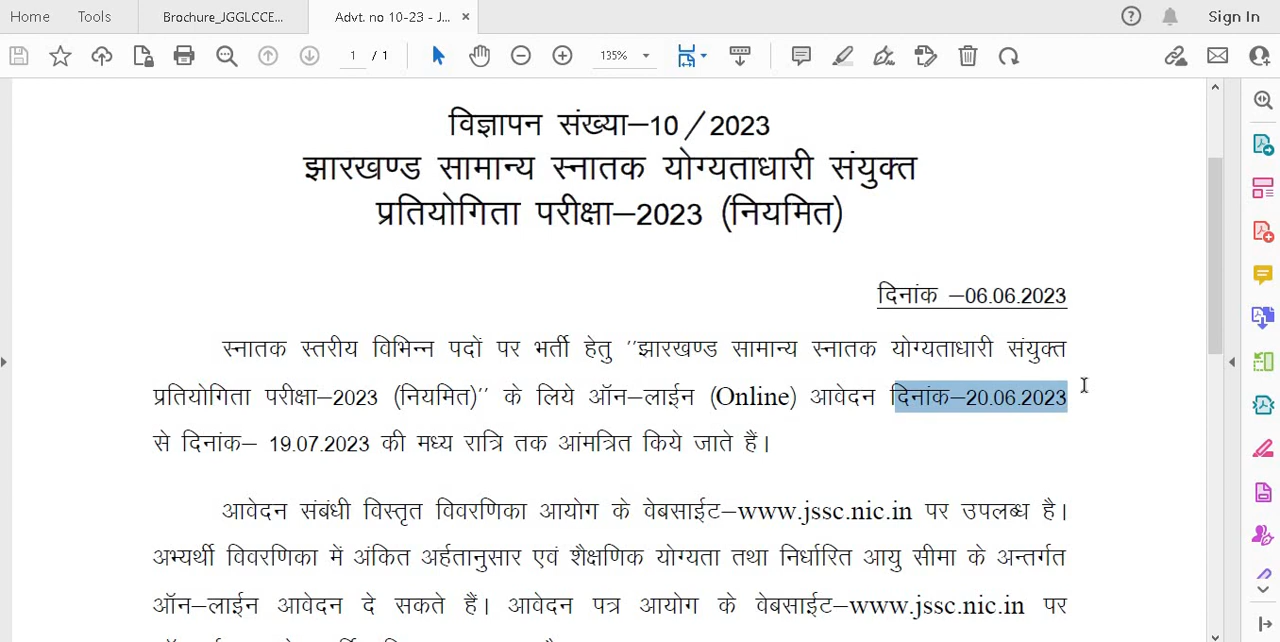 Home Tools Brochure_JGGLCCE... Advt. no 10-23 - J... × Sign In
1 / 1 135%
विज्ञापन संख्या–10/2023
झारखण्ड सामान्य स्नातक योग्यताधारी संयुक्त
प्रतियोगिता परीक्षा–2023 (नियमित)
दिनांक –06.06.2023
स्नातक स्तरीय विभिन्न पदों पर भर्ती हेतु ''झारखण्ड सामान्य स्नातक योग्यताधारी संयुक्त
प्रतियोगिता परीक्षा–2023 (नियमित)'' के लिये ऑन–लाईन (Online) आवेदन दिनांक–20.06.2023
से दिनांक– 19.07.2023 की मध्य रात्रि तक आंमत्रित किये जाते हैं।
आवेदन संबंधी विस्तृत विवरणिका आयोग के वेबसाईट–www.jssc.nic.in पर उपलब्ध है।
अभ्यर्थी विवरणिका में अंकित अर्हतानुसार एवं शैक्षणिक योग्यता तथा निर्धारित आयु सीमा के अन्तर्गत
ऑन–लाईन आवेदन दे सकते हैं। आवेदन पत्र आयोग के वेबसाईट–www.jssc.nic.in पर